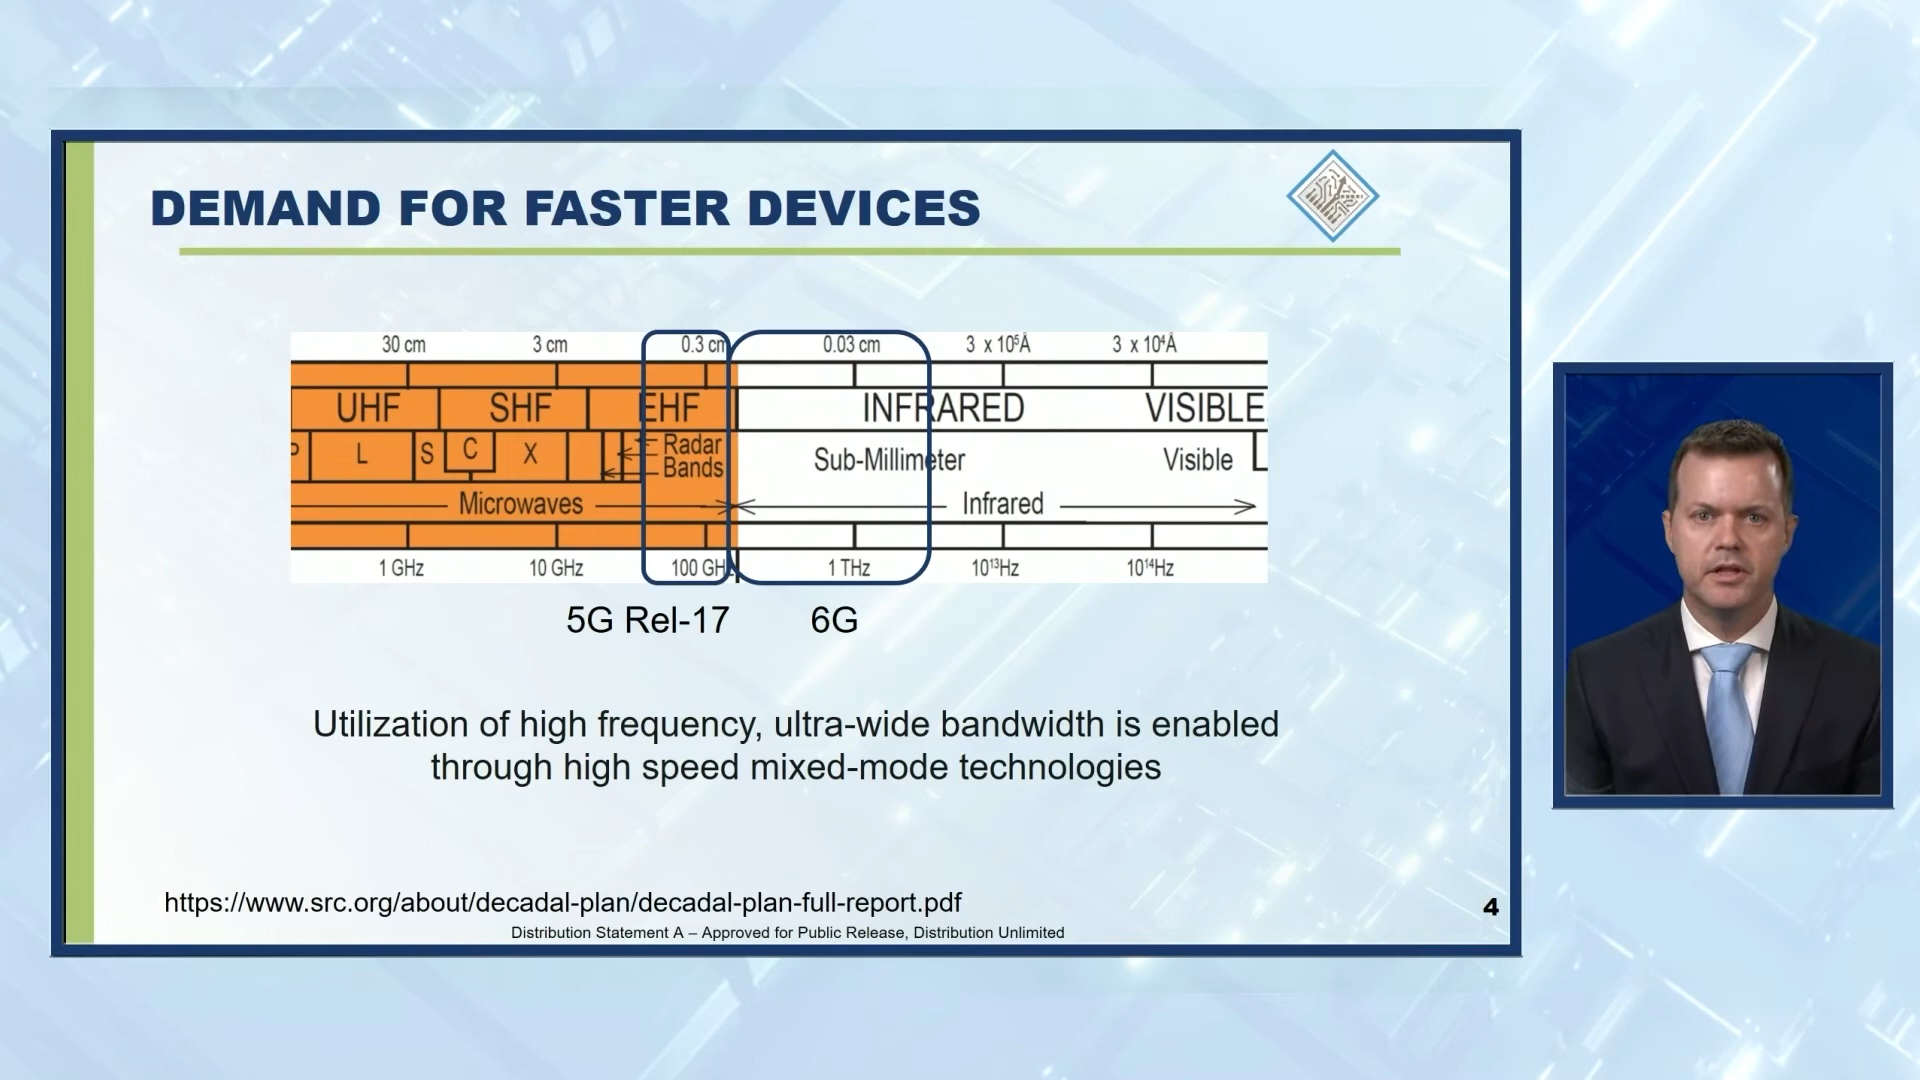 DEMAND FOR FASTER DEVICES
30 cm 3 cm 0.3 cm 0.03 cm 3 x 10⁵Å 3 x 10⁴Å
UHF SHF EHF INFRARED VISIBLE
P L S C X Radar Bands Sub-Millimeter Visible
Microwaves Infrared
1 GHz 10 GHz 100 GHz 1 THz 10¹³Hz 10¹⁴Hz
5G Rel-17 6G
Utilization of high frequency, ultra-wide bandwidth is enabled
through high speed mixed-mode technologies
https://www.src.org/about/decadal-plan/decadal-plan-full-report.pdf
4
Distribution Statement A – Approved for Public Release, Distribution Unlimited